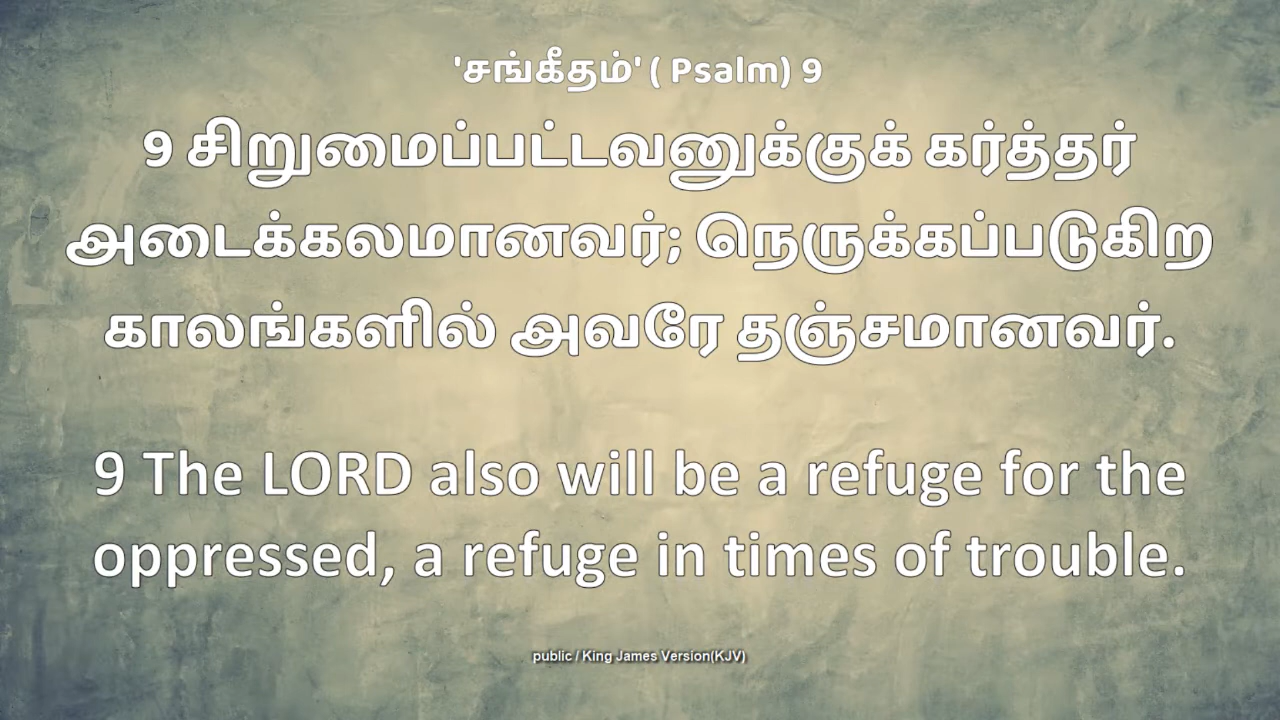 'சங்கீதம்' ( Psalm) 9
9 சிறுமைப்பட்டவனுக்குக் கர்த்தர்
அடைக்கலமானவர்; நெருக்கப்படுகிற
காலங்களில் அவரே தஞ்சமானவர்.
9 The LORD also will be a refuge for the
oppressed, a refuge in times of trouble.
public / King James Version(KJV)